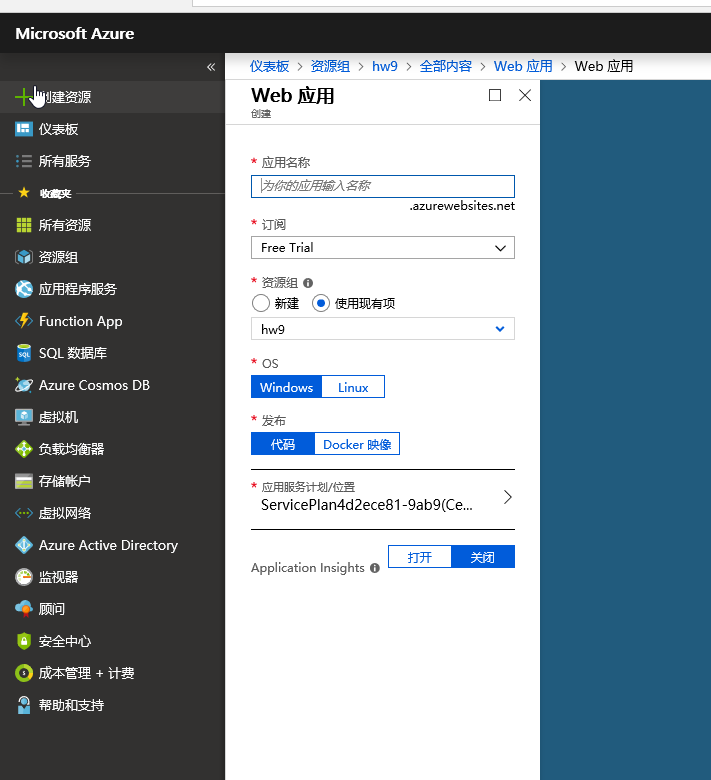 Microsoft Azure
«
仪表板 > 资源组 > hw9 > 全部内容 > Web 应用 > Web 应用
创建资源
仪表板
所有服务
收藏夹
所有资源
资源组
应用程序服务
Function App
SQL 数据库
Azure Cosmos DB
虚拟机
负载均衡器
存储帐户
虚拟网络
Azure Active Directory
监视器
顾问
安全中心
成本管理 + 计费
帮助和支持
Web 应用
创建
* 应用名称
为你的应用输入名称
.azurewebsites.net
* 订阅
Free Trial
* 资源组
新建 使用现有项
hw9
* OS
Windows Linux
* 发布
代码 Docker 映像
* 应用服务计划/位置
ServicePlan4d2ece81-9ab9(Ce...
Application Insights 打开 关闭